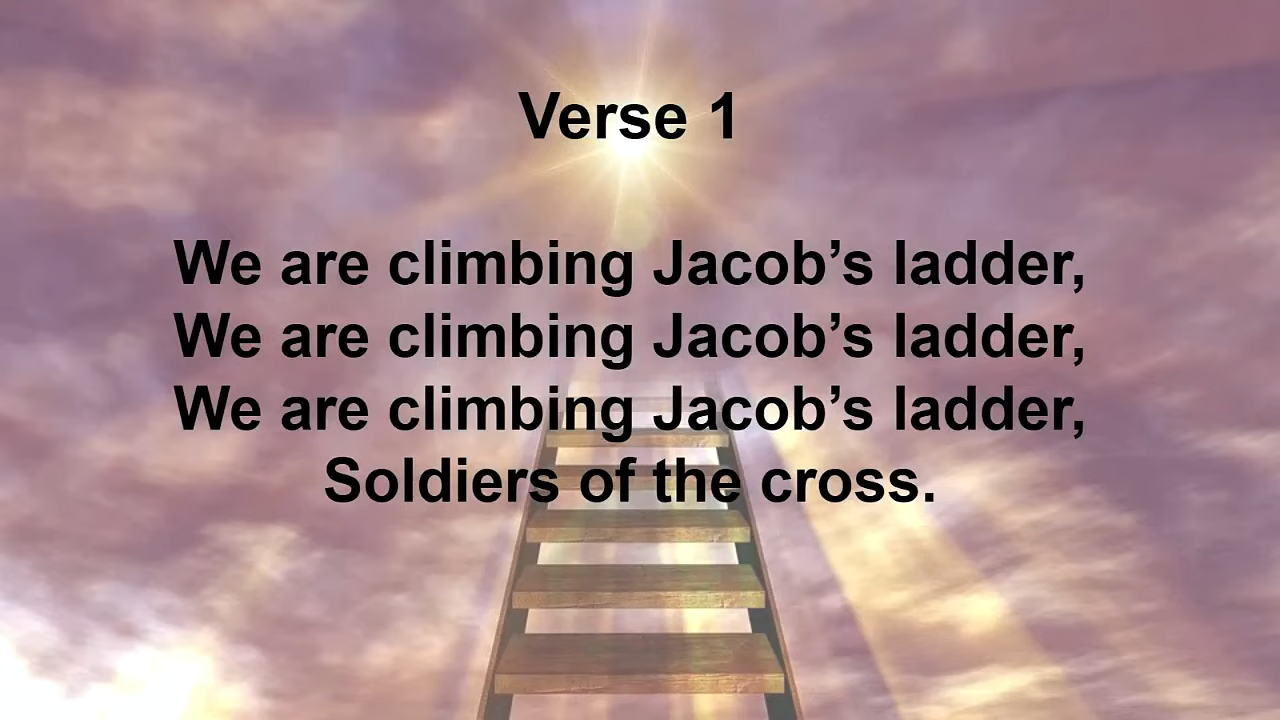 Verse 1
We are climbing Jacob’s ladder,
We are climbing Jacob’s ladder,
We are climbing Jacob’s ladder,
Soldiers of the cross.